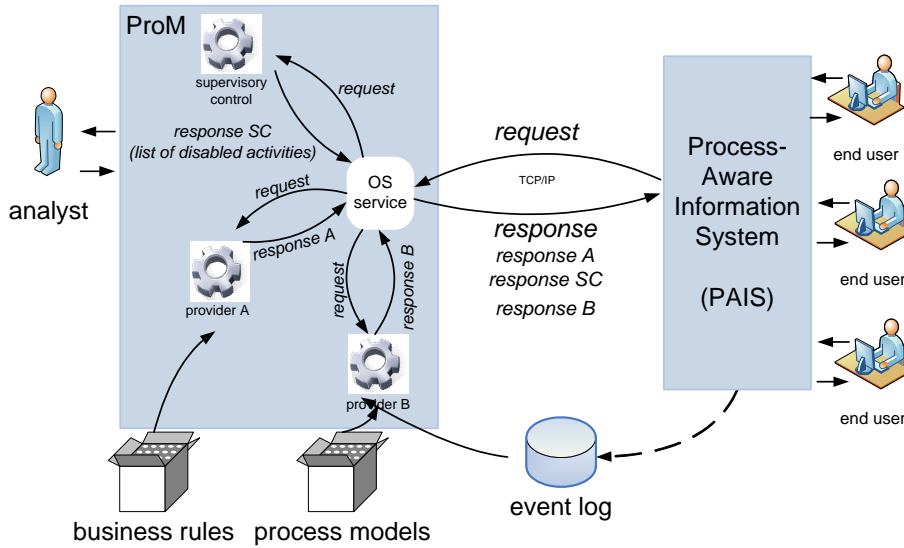 ProM
supervisory
control
request
response SC
(list of disabled activities)
request
response A
OS
service
request
response B
provider A
provider B
analyst
request
TCP/IP
response
response A
response SC
response B
Process-
Aware
Information
System
(PAIS)
end user
end user
end user
event log
business rules
process models